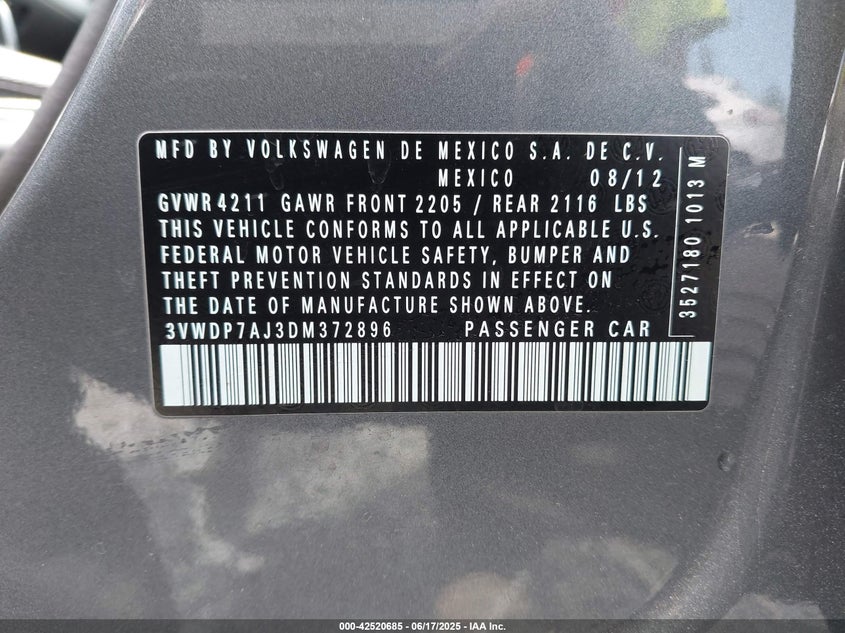 MFD BY VOLKSWAGEN DE MEXICO S.A. DE C.V.
MEXICO 08/12
GVWR 4211 GAWR FRONT 2205 / REAR 2116 LBS
THIS VEHICLE CONFORMS TO ALL APPLICABLE U.S.
FEDERAL MOTOR VEHICLE SAFETY, BUMPER AND
THEFT PREVENTION STANDARDS IN EFFECT ON
THE DATE OF MANUFACTURE SHOWN ABOVE.
3VWDP7AJ3DM372896 PASSENGER CAR
3527180 1013 M
000-42520685 - 06/17/2025 - IAA Inc.